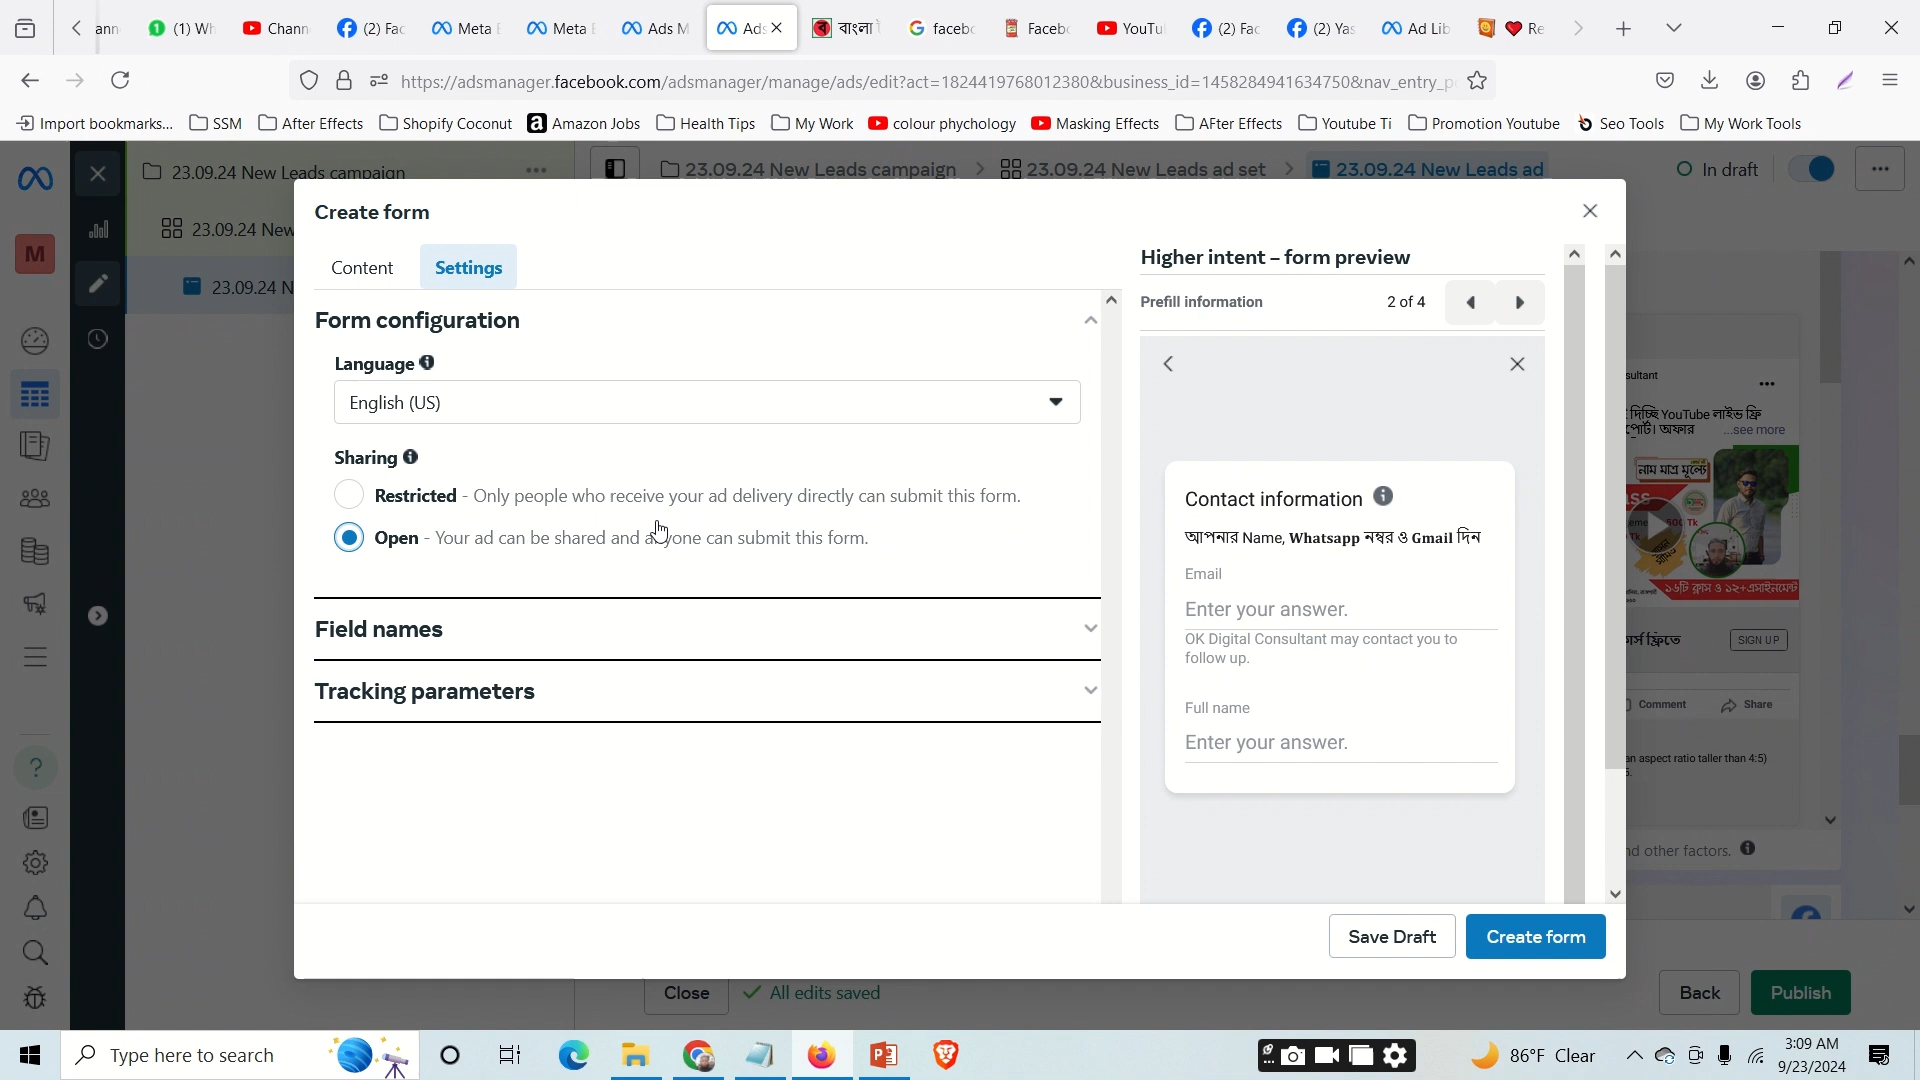 ann
(1) Wh
Chann
(2) Fac
Meta E
Meta E
Ads M
Ads
বাংলা
facebo
Facebo
YouTu
(2) Fac
(2) Yas
Ad Lib
Re
https://adsmanager.facebook.com/adsmanager/manage/ads/edit?act=1824419768012380&business_id=1458284941634750&nav_entry_p
Import bookmarks... SSM After Effects Shopify Coconut Amazon Jobs Health Tips My Work colour phychology Masking Effects AFter Effects Youtube Ti Promotion Youtube Seo Tools My Work Tools
23.09.24 New Leads campaign
23.09.24 New Leads campaign 23.09.24 New Leads ad set 23.09.24 New Leads ad In draft
M
23.09.24 New
23.09.24 N
Create form
Content Settings
Form configuration
Language
English (US)
Sharing
Restricted - Only people who receive your ad delivery directly can submit this form.
Open - Your ad can be shared and anyone can submit this form.
Field names
Tracking parameters
Higher intent – form preview
Prefill information 2 of 4
Contact information
আপনার Name, Whatsapp নম্বর ও Gmail দিন
Email
Enter your answer.
OK Digital Consultant may contact you to
follow up.
Full name
Enter your answer.
Save Draft Create form
sultant
দিচ্ছি YouTube লাইভ ফ্রি
পোর্ট। অফার ...see more
নাম মাত্র মূল্যে
১৬টি ক্লাস ও ১২+এসাইনমেন্ট
র্স ফ্রিতে SIGN UP
Comment Share
an aspect ratio taller than 4:5)
nd other factors.
Close All edits saved Back Publish
Type here to search
86°F Clear
3:09 AM
9/23/2024